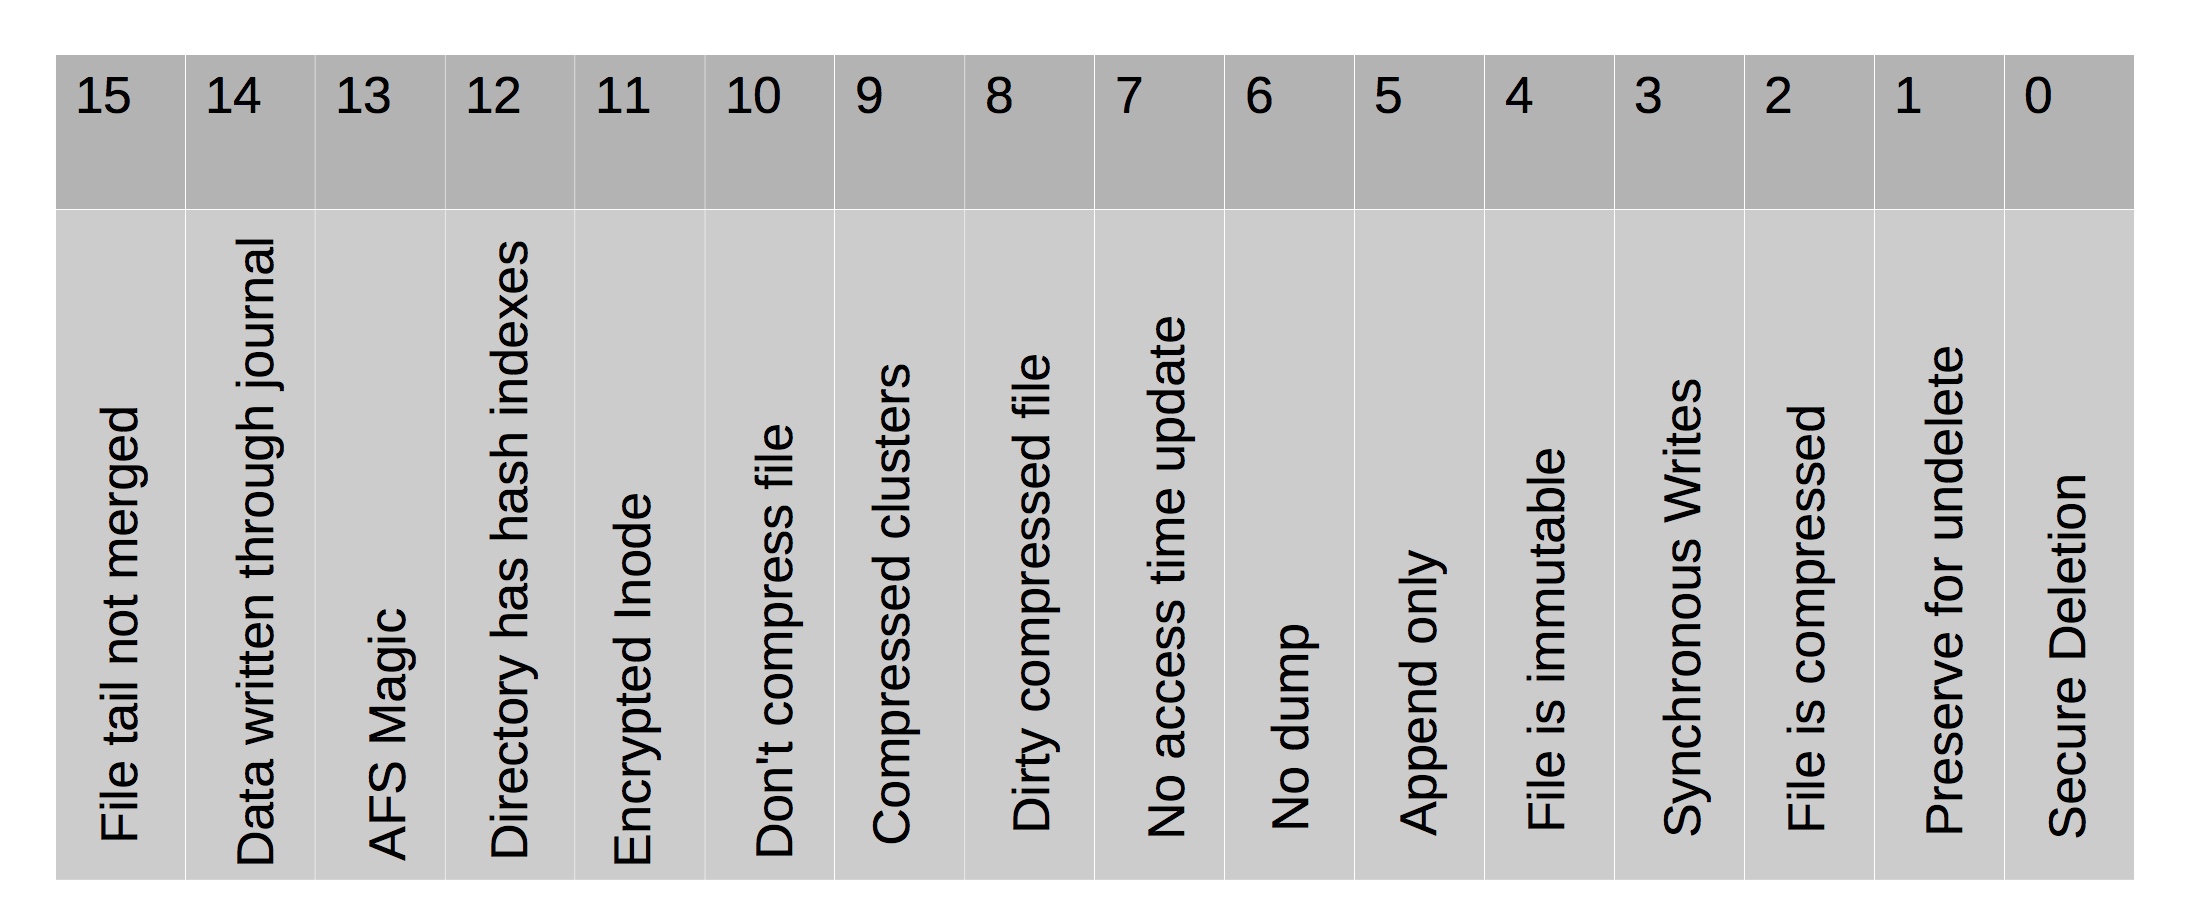 15 14 13 12 11 10 9 8 7 6 5 4 3 2 1 0
File tail not merged
Data written through journal
AFS Magic
Directory has hash indexes
Encrypted Inode
Don't compress file
Compressed clusters
Dirty compressed file
No access time update
No dump
Append only
File is immutable
Synchronous Writes
File is compressed
Preserve for undelete
Secure Deletion